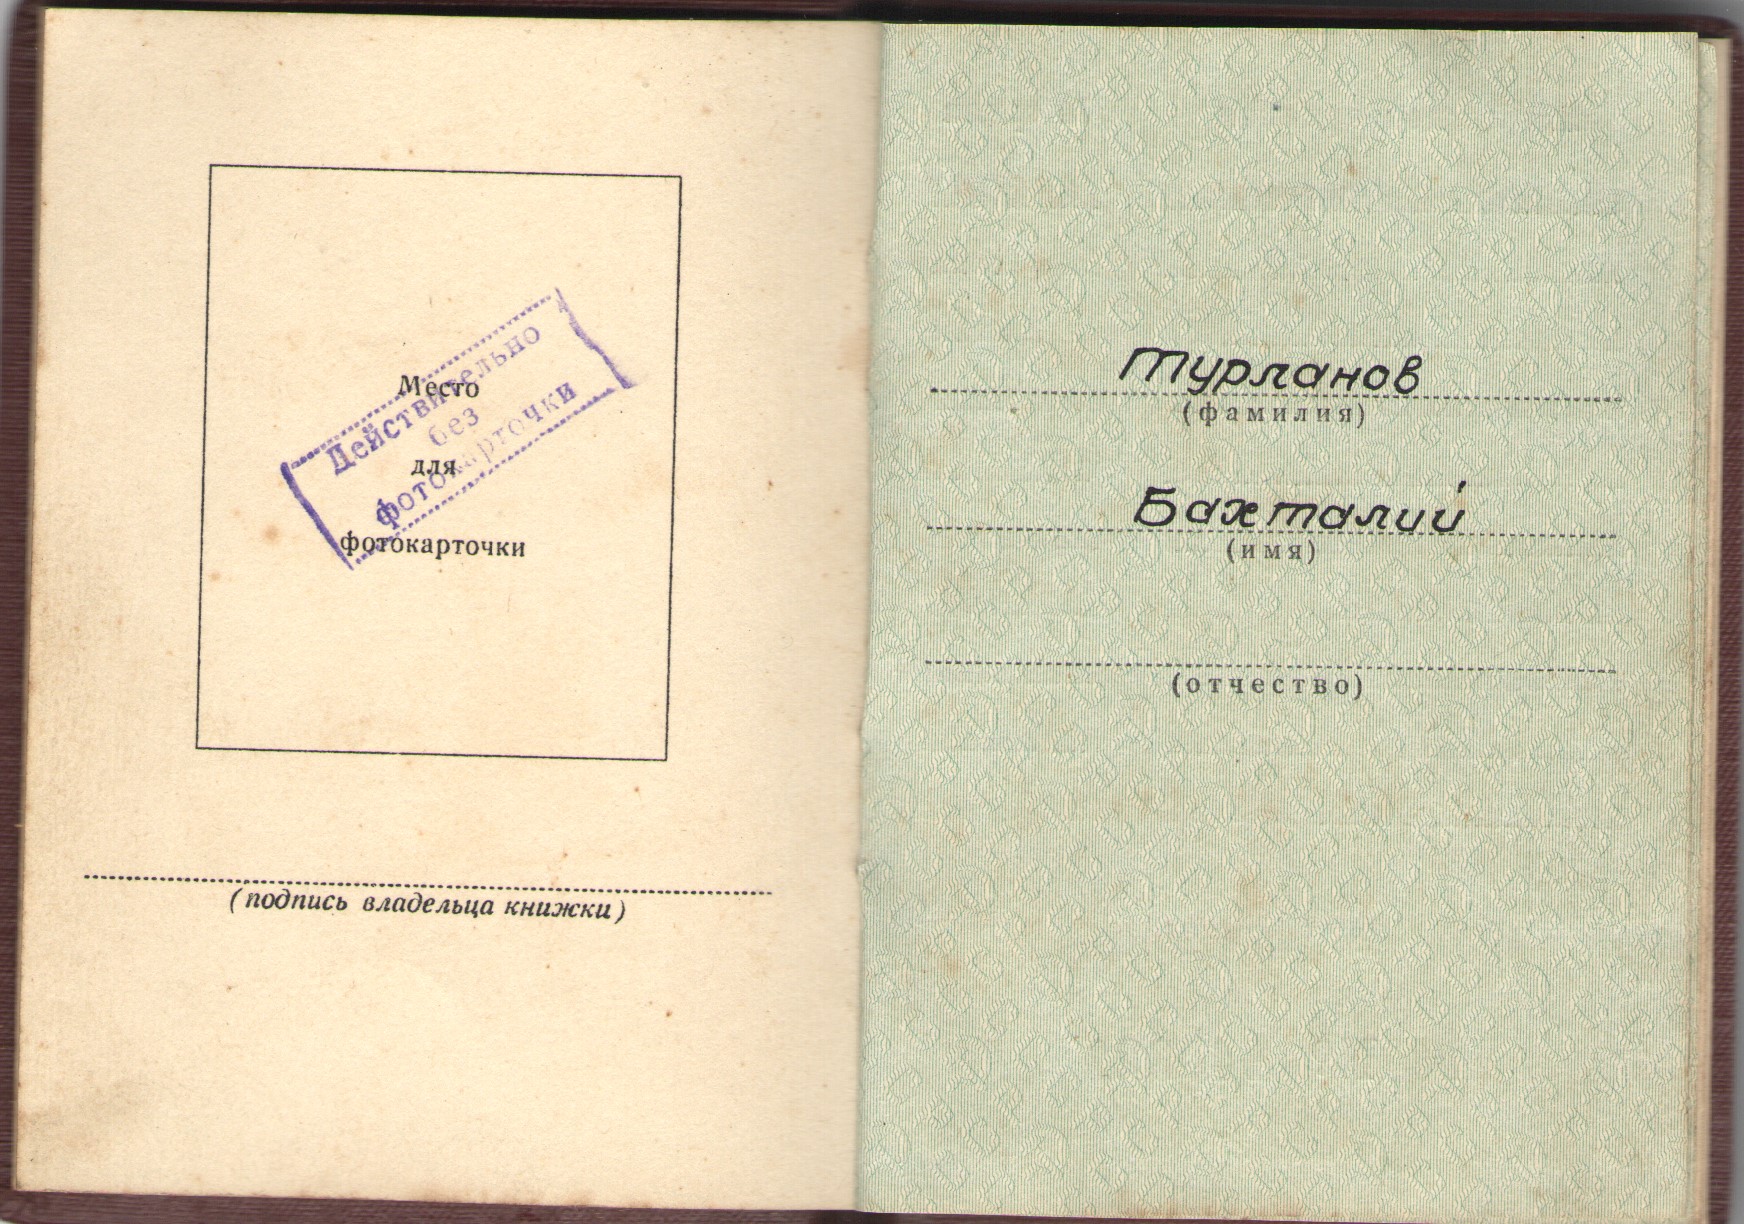 Место
для
фотокарточки
Действительно
без
фотокарточки
(подпись владельца книжки)
Турланов
(фамилия)
Бахталий
(имя)
(отчество)